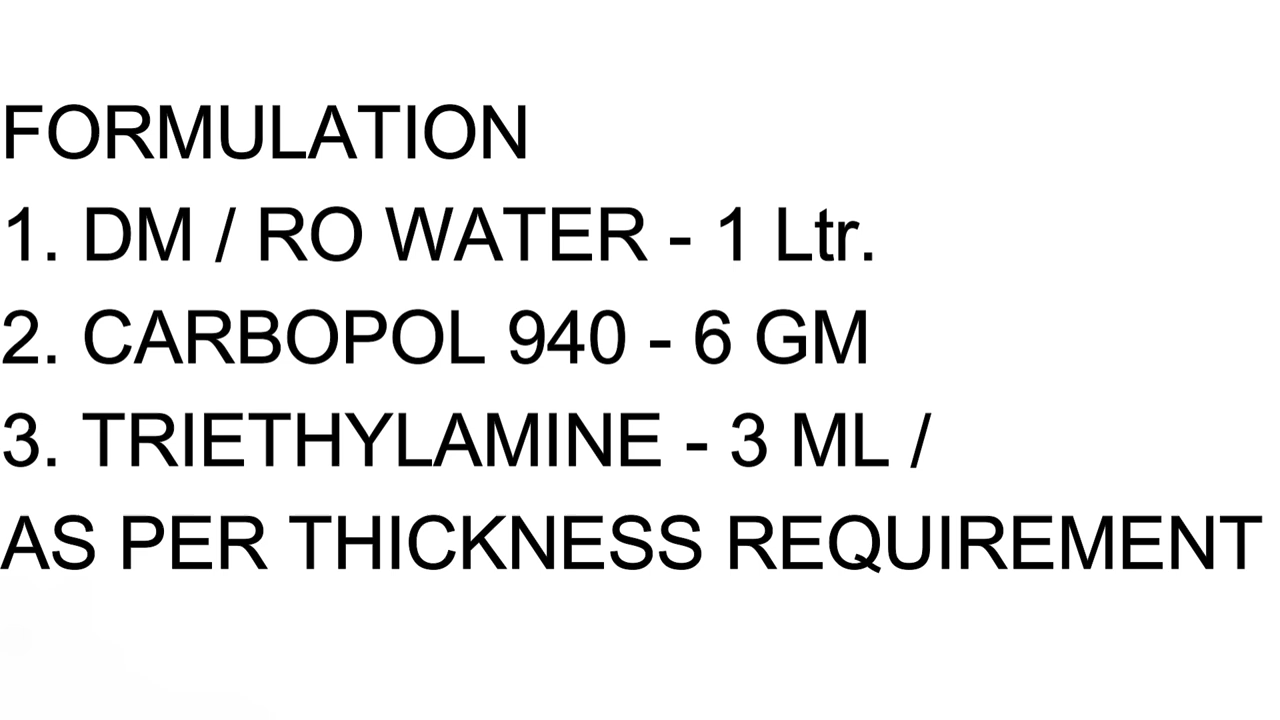 FORMULATION
1. DM / RO WATER - 1 Ltr.
2. CARBOPOL 940 - 6 GM
3. TRIETHYLAMINE - 3 ML /
AS PER THICKNESS REQUIREMENT